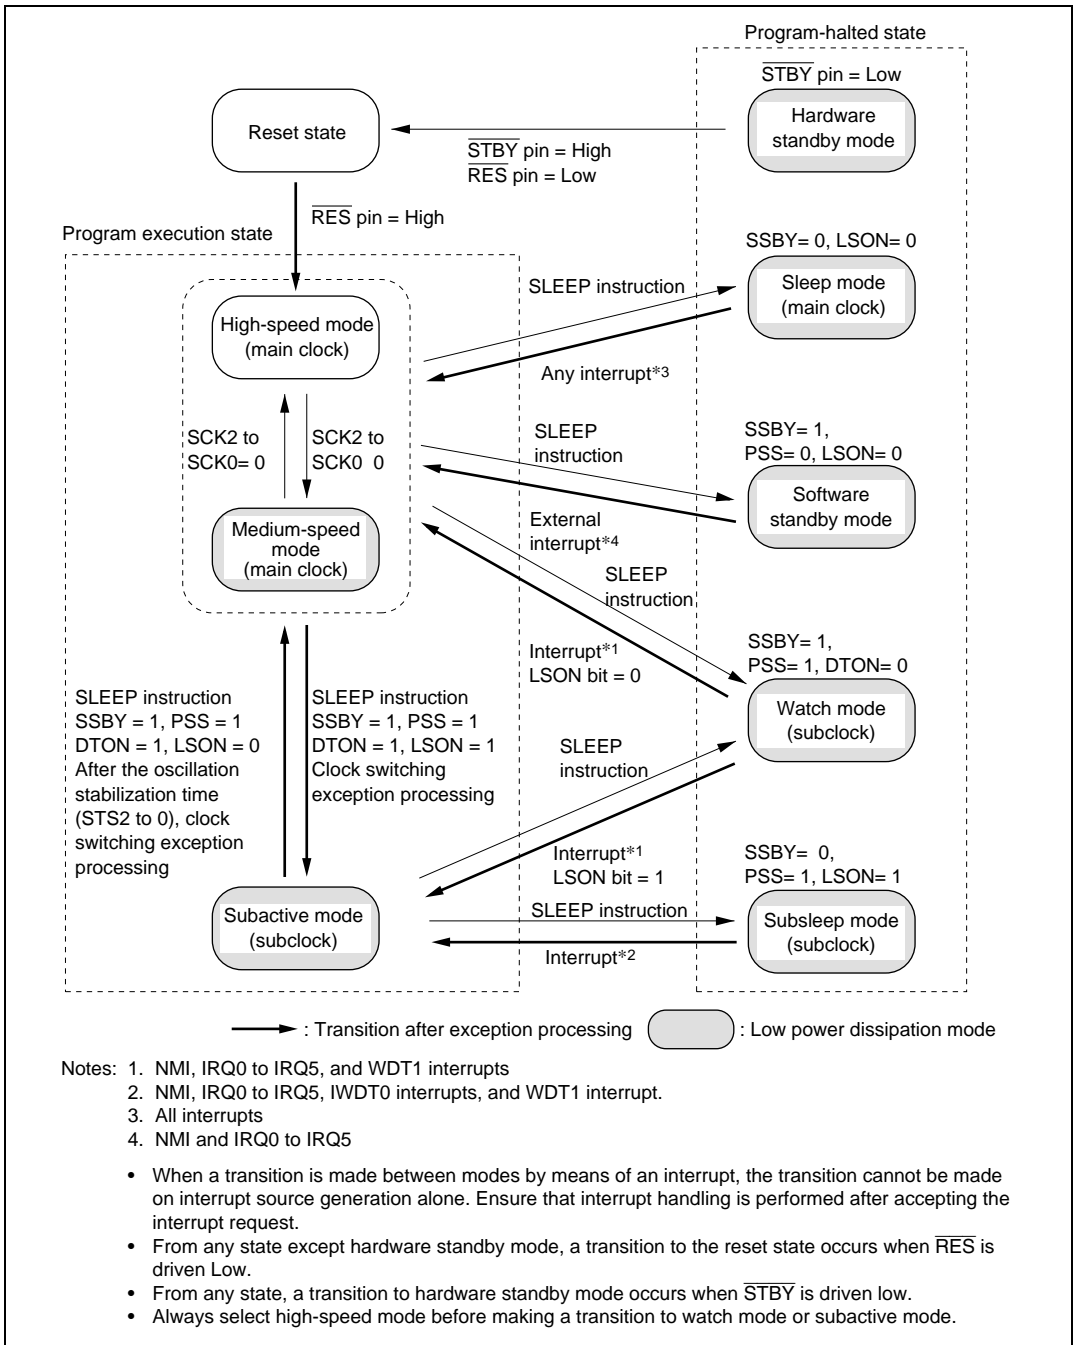 Program-halted state
STBY pin = Low
Hardware
standby mode
Reset state
STBY pin = High
RES pin = Low
RES pin = High
Program execution state
SSBY= 0, LSON= 0
Sleep mode
(main clock)
SLEEP instruction
High-speed mode
(main clock)
Any interrupt*3
SCK2 to
SCK0= 0
SCK2 to
SCK0 0
SLEEP
instruction
SSBY= 1,
PSS= 0, LSON= 0
Software
standby mode
External
interrupt*4
Medium-speed
mode
(main clock)
SLEEP
instruction
Interrupt*1
LSON bit = 0
SSBY= 1,
PSS= 1, DTON= 0
Watch mode
(subclock)
SLEEP instruction
SSBY = 1, PSS = 1
DTON = 1, LSON = 0
After the oscillation
stabilization time
(STS2 to 0), clock
switching exception
processing
SLEEP instruction
SSBY = 1, PSS = 1
DTON = 1, LSON = 1
Clock switching
exception processing
SLEEP
instruction
Interrupt*1
LSON bit = 1
SSBY= 0,
PSS= 1, LSON= 1
Subactive mode
(subclock)
SLEEP instruction
Subsleep mode
(subclock)
Interrupt*2
: Transition after exception processing
: Low power dissipation mode
Notes: 1. NMI, IRQ0 to IRQ5, and WDT1 interrupts
2. NMI, IRQ0 to IRQ5, IWDT0 interrupts, and WDT1 interrupt.
3. All interrupts
4. NMI and IRQ0 to IRQ5
• When a transition is made between modes by means of an interrupt, the transition cannot be made
on interrupt source generation alone. Ensure that interrupt handling is performed after accepting the
interrupt request.
• From any state except hardware standby mode, a transition to the reset state occurs when RES is
driven Low.
• From any state, a transition to hardware standby mode occurs when STBY is driven low.
• Always select high-speed mode before making a transition to watch mode or subactive mode.